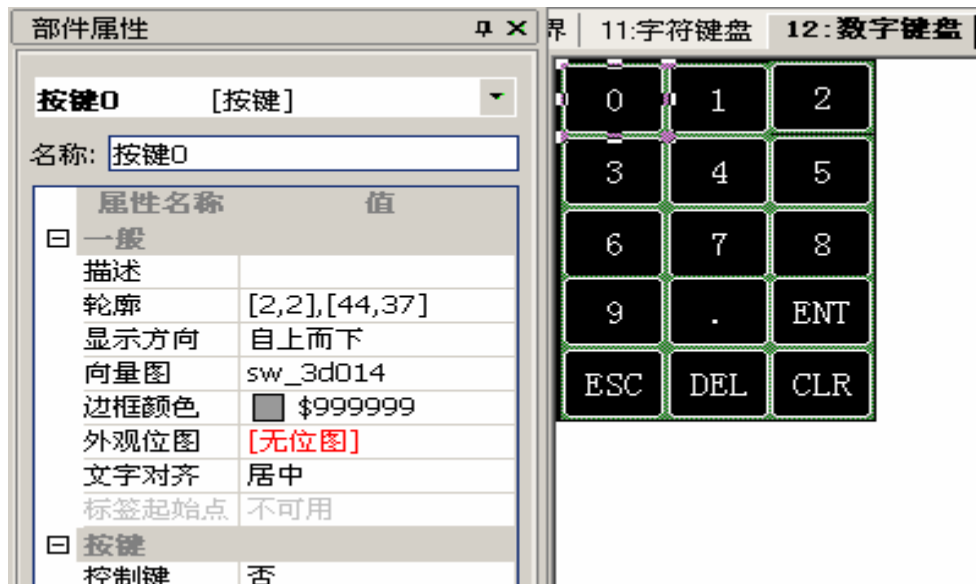 部件属性
按键0 [按键]
名称: 按键0
属性名称 值
一般
描述
轮廓 [2,2],[44,37]
显示方向 自上而下
向量图 sw_3d014
边框颜色 $999999
外观位图 [无位图]
文字对齐 居中
标签起始点 不可用
按键
控制键 否
界 11:字符键盘 12:数字键盘
0 1 2
3 4 5
6 7 8
9 . ENT
ESC DEL CLR